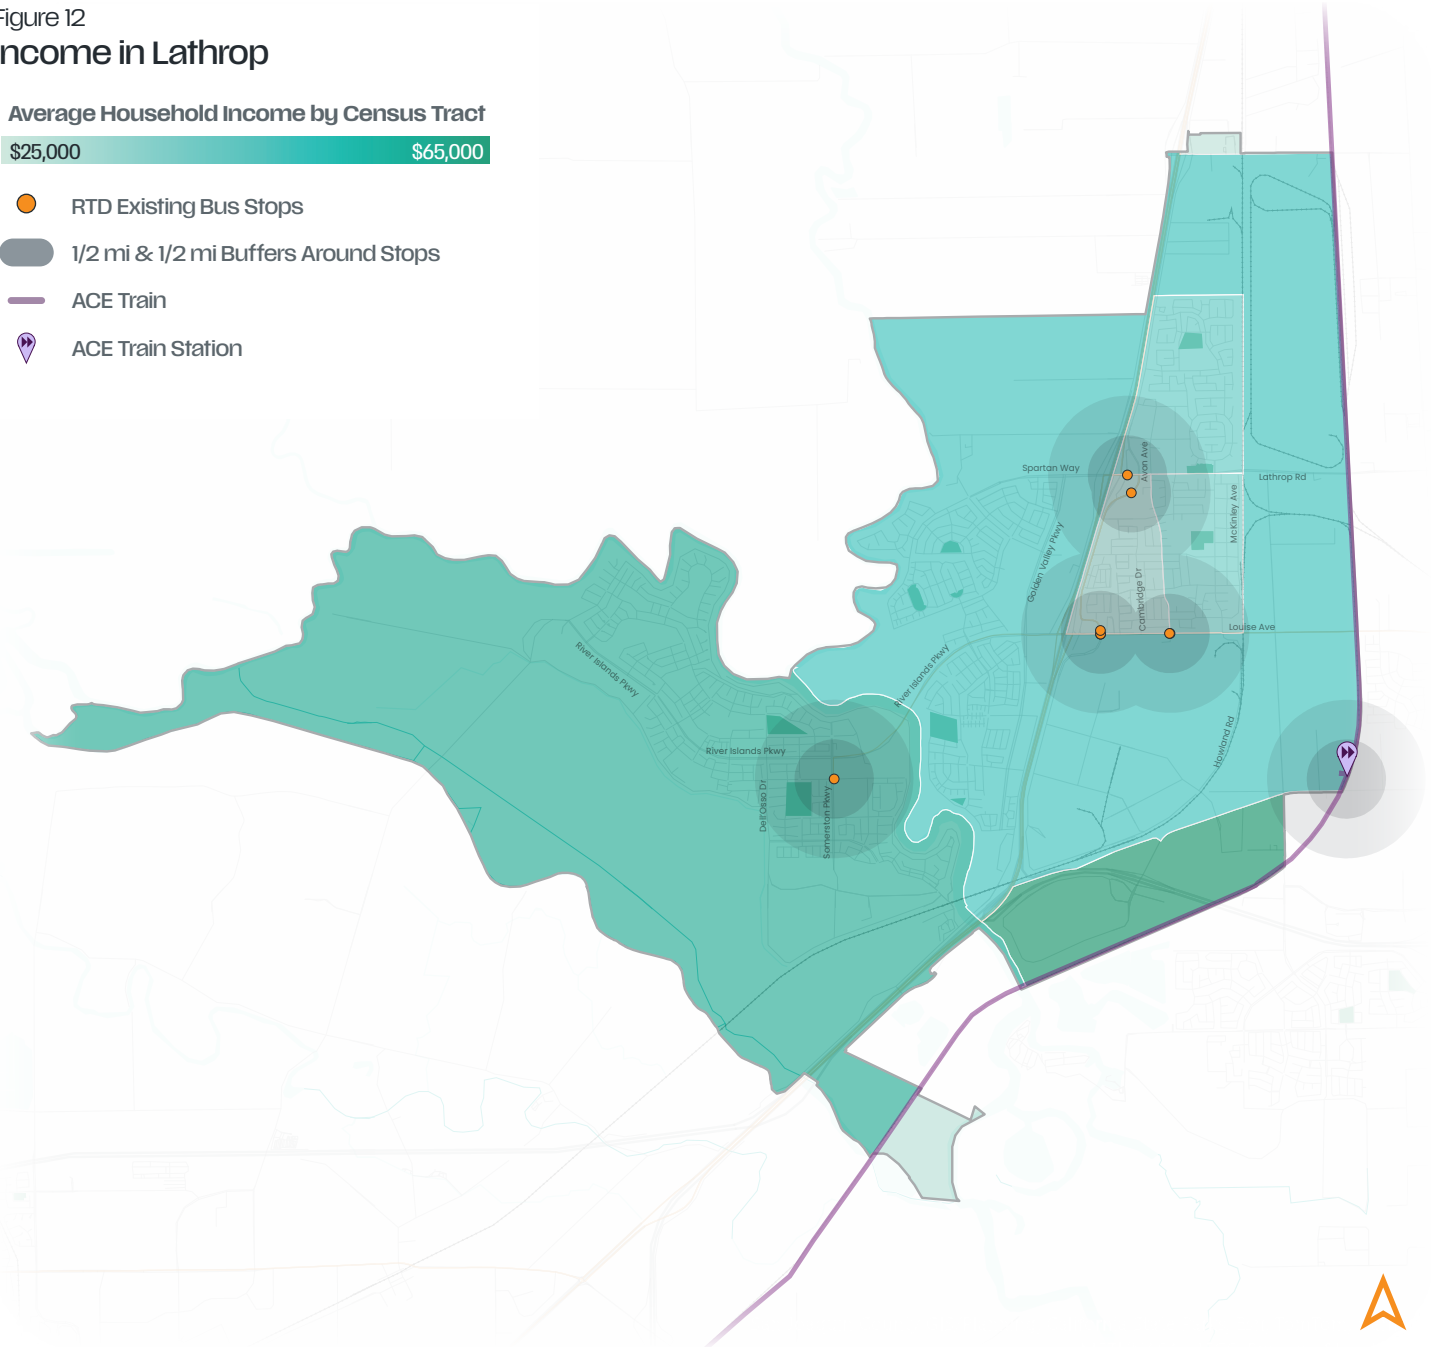 Figure 12
ncome in Lathrop
Average Household Income by Census Tract
$25,000
$65,000
RTD Existing Bus Stops
1/2 mi & 1/2 mi Buffers Around Stops
ACE Train
ACE Train Station
Spartan Way
Avon Ave
Lathrop Rd
McKinley Ave
Golden Valley Pkwy
Cambridge Dr
Louise Ave
River Islands Pkwy
River Islands Pkwy
Howland Rd
River Islands Pkwy
Dell'Osso Dr
Somerston Pkwy